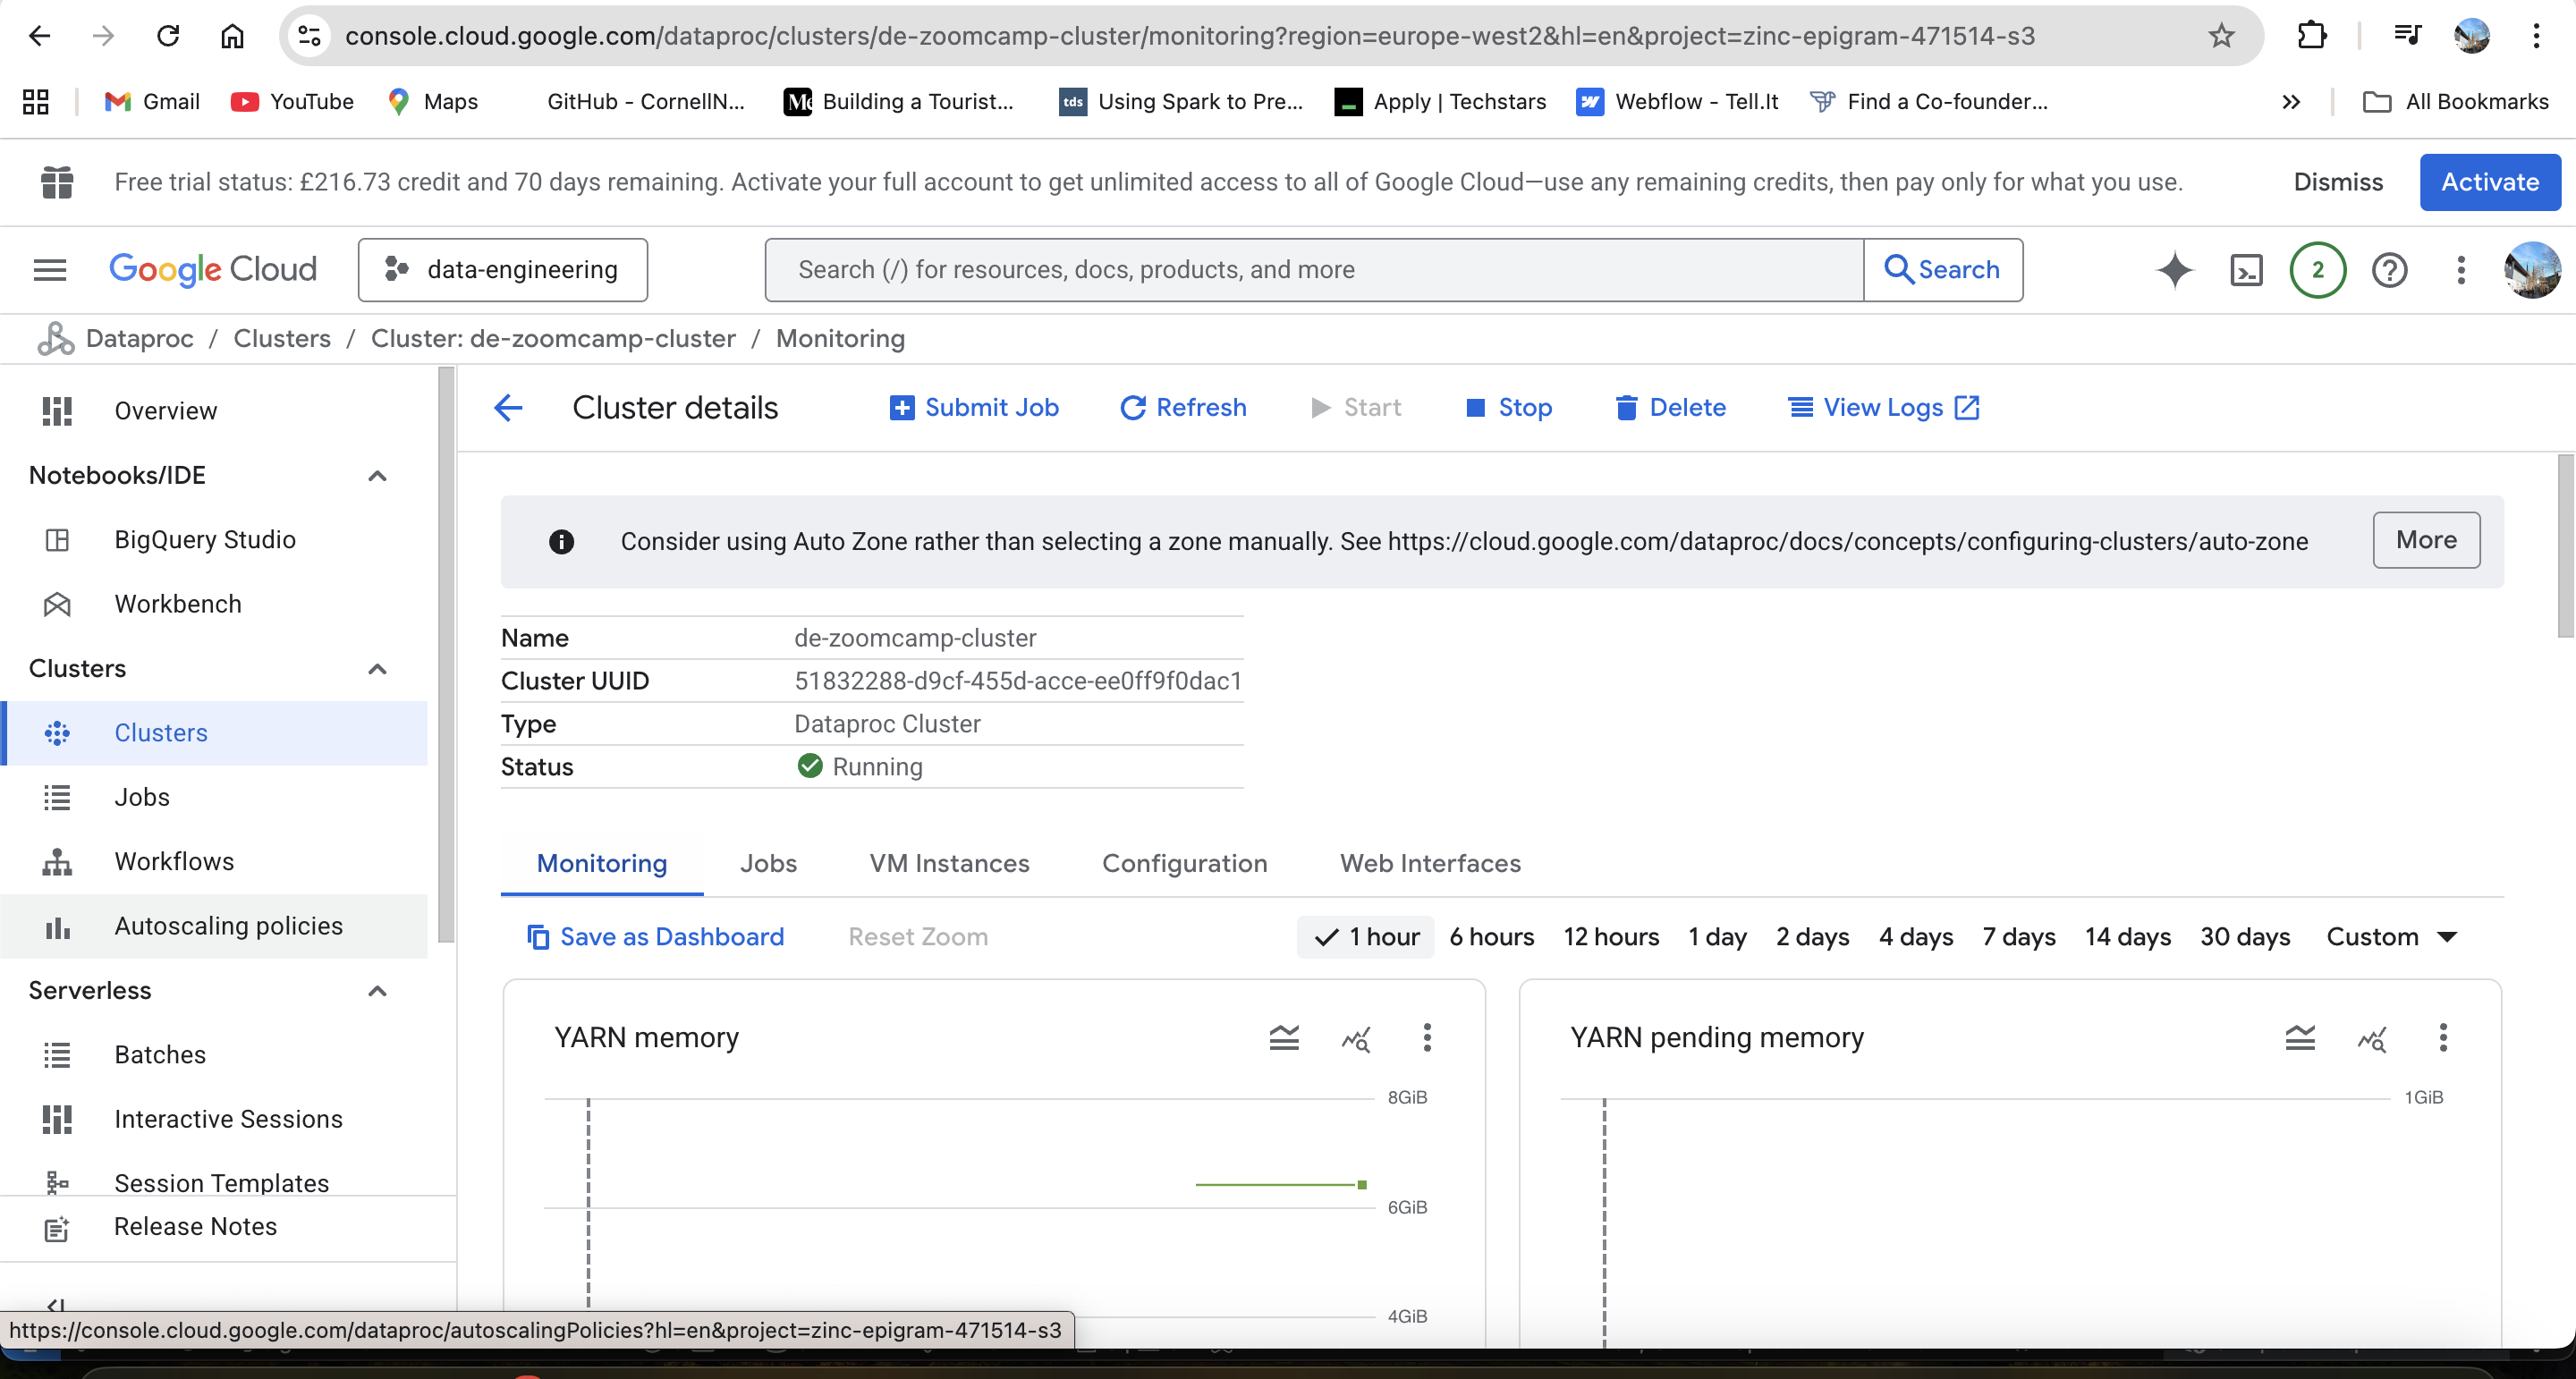 console.cloud.google.com/dataproc/clusters/de-zoomcamp-cluster/monitoring?region=europe-west2&hl=en&project=zinc-epigram-471514-s3
Gmail YouTube Maps GitHub - CornellN... Building a Tourist... tds Using Spark to Pre... Apply | Techstars Webflow - Tell.It Find a Co-founder... All Bookmarks
Free trial status: £216.73 credit and 70 days remaining. Activate your full account to get unlimited access to all of Google Cloud—use any remaining credits, then pay only for what you use. Dismiss Activate
Google Cloud data-engineering Search (/) for resources, docs, products, and more Search 2
Dataproc / Clusters / Cluster: de-zoomcamp-cluster / Monitoring
Overview
Notebooks/IDE
BigQuery Studio
Workbench
Clusters
Clusters
Jobs
Workflows
Autoscaling policies
Serverless
Batches
Interactive Sessions
Session Templates
Release Notes
Cluster details Submit Job Refresh Start Stop Delete View Logs
Consider using Auto Zone rather than selecting a zone manually. See https://cloud.google.com/dataproc/docs/concepts/configuring-clusters/auto-zone More
Name de-zoomcamp-cluster
Cluster UUID 51832288-d9cf-455d-acce-ee0ff9f0dac1
Type Dataproc Cluster
Status Running
Monitoring Jobs VM Instances Configuration Web Interfaces
Save as Dashboard Reset Zoom 1 hour 6 hours 12 hours 1 day 2 days 4 days 7 days 14 days 30 days Custom
YARN memory
8GiB
6GiB
4GiB
YARN pending memory
1GiB
https://console.cloud.google.com/dataproc/autoscalingPolicies?hl=en&project=zinc-epigram-471514-s3